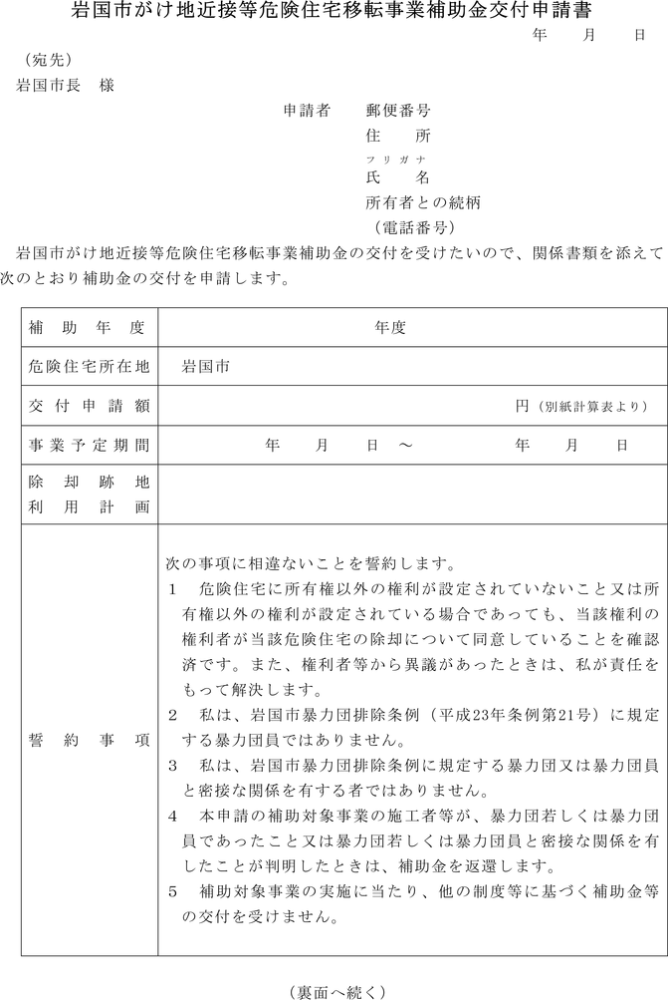 岩国市がけ地近接等危険住宅移転事業補助金交付申請書
年　　月　　日
（宛先）
岩国市長　様
申請者　　郵便番号
住　　所
フリガナ
氏　　名
所有者との続柄
（電話番号）
　岩国市がけ地近接等危険住宅移転事業補助金の交付を受けたいので、関係書類を添えて
次のとおり補助金の交付を申請します。
補　助　年　度　　　　年度
危険住宅所在地　　岩国市
交付申請額　　　　円（別紙計算表より）
事業予定期間　　　　年　　月　　日　～　　　　年　　月　　日
除　却　跡　地
利　用　計　画
誓　約　事　項
次の事項に相違ないことを誓約します。
１　危険住宅に所有権以外の権利が設定されていないこと又は所
有権以外の権利が設定されている場合であっても、当該権利の
権利者が当該危険住宅の除却について同意していることを確認
済です。また、権利者等から異議があったときは、私が責任を
もって解決します。
２　私は、岩国市暴力団排除条例（平成23年条例第21号）に規定
する暴力団員ではありません。
３　私は、岩国市暴力団排除条例に規定する暴力団又は暴力団員
と密接な関係を有する者ではありません。
４　本申請の補助対象事業の施工者等が、暴力団若しくは暴力団
員であったこと又は暴力団若しくは暴力団員と密接な関係を有
したことが判明したときは、補助金を返還します。
５　補助対象事業の実施に当たり、他の制度等に基づく補助金等
の交付を受けません。
（裏面へ続く）